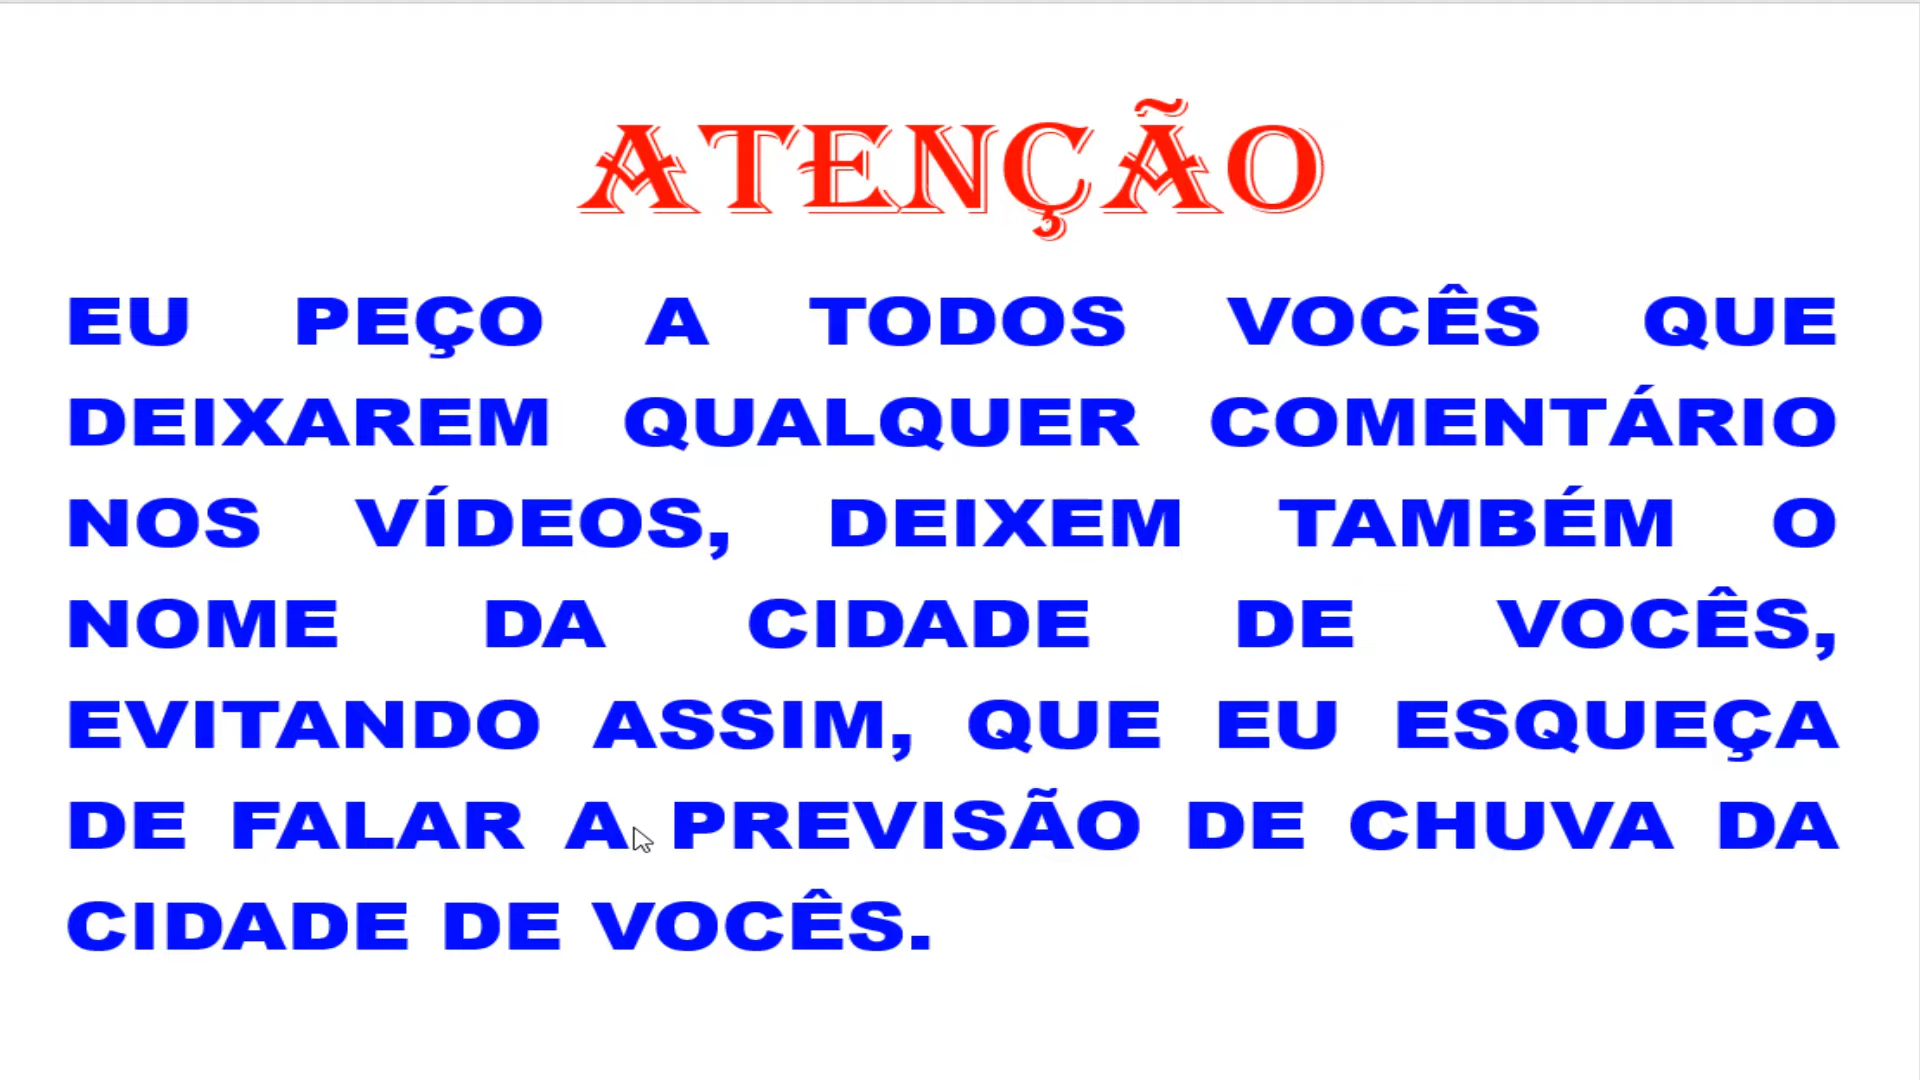 ATENÇÃO
EU PEÇO A TODOS VOCÊS QUE
DEIXAREM QUALQUER COMENTÁRIO
NOS VÍDEOS, DEIXEM TAMBÉM O
NOME DA CIDADE DE VOCÊS,
EVITANDO ASSIM, QUE EU ESQUEÇA
DE FALAR A PREVISÃO DE CHUVA DA
CIDADE DE VOCÊS.